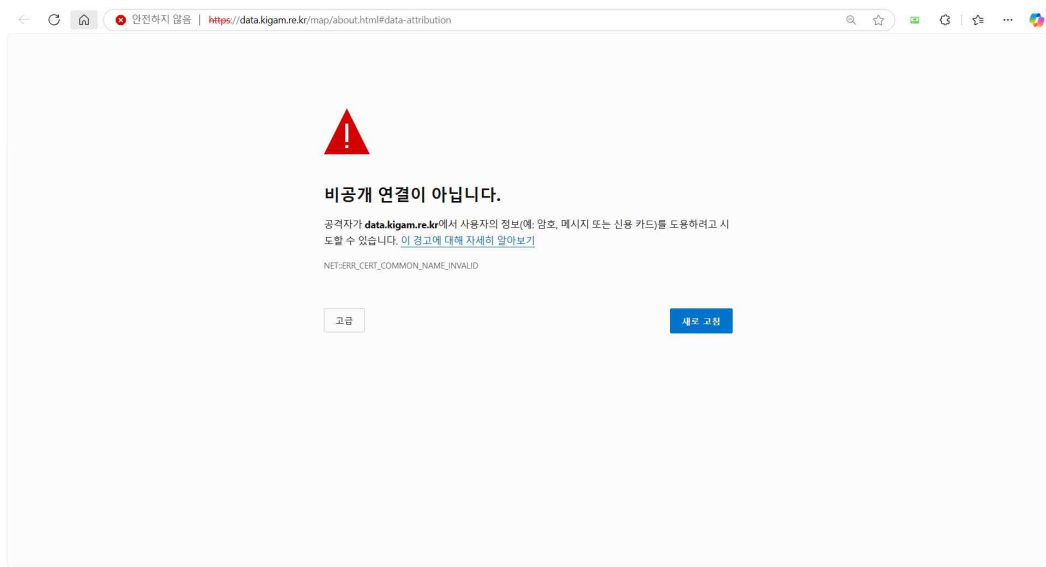 안전하지 않음 | https://data.kigam.re.kr/map/about.html#data-attribution
비공개 연결이 아닙니다.
공격자가 data.kigam.re.kr에서 사용자의 정보(예: 암호, 메시지 또는 신용 카드)를 도용하려고 시
도할 수 있습니다. 이 경고에 대해 자세히 알아보기
NET::ERR_CERT_COMMON_NAME_INVALID
고급
새로 고침